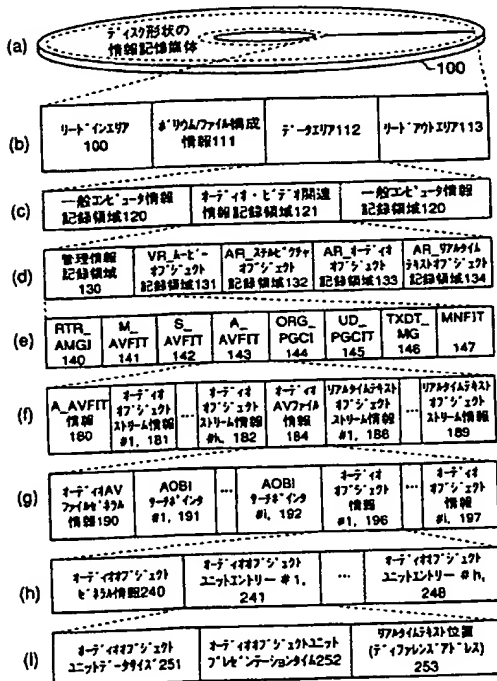 (a)
ディスク形状の
情報記憶媒体
100
(b)
リードインエリア
100
ボリウム/ファイル構成
情報111
データエリア112
リードアウトエリア113
(c)
一般コンピュータ情報
記録領域120
オーディオ・ビデオ関連
情報記録領域121
一般コンピュータ情報
記録領域120
(d)
管理情報
記録領域
130
VR_ムービー
オブジェクト
記録領域131
AR_スチルピクチャ
オブジェクト
記録領域132
AR_オーディオ
オブジェクト
記録領域133
AR_リアルタイム
テキストオブジェクト
記録領域134
(e)
RTR_
AMGI
140
M_
AVFIT
141
S_
AVFIT
142
A_
AVFIT
143
ORG_
PGCI
144
UD_
PGCIT
145
TXDT_
MG
146
MNFIT
147
(f)
A_AVFIT
情報
180
オーディオ
オブジェクト
ストリーム情報
#1, 181
...
オーディオ
オブジェクト
ストリーム情報
#h, 182
オーディオ
AVファイル
情報
184
リアルタイムテキスト
オブジェクト
ストリーム情報
#1, 188
...
リアルタイムテキスト
オブジェクト
ストリーム情報
189
(g)
オーディオAV
ファイルゼネラル
情報190
AOBI
サーチポインタ
#1, 191
...
AOBI
サーチポインタ
#i, 192
オーディオ
オブジェクト
情報
#1, 196
...
オーディオ
オブジェクト
情報
#i, 197
(h)
オーディオオブジェクト
ゼネラル情報240
オーディオオブジェクト
ユニットエントリー #1,
241
...
オーディオオブジェクト
ユニットエントリー #h,
248
(i)
オーディオオブジェクト
ユニットデータサイズ251
オーディオオブジェクトユニット
プレゼンテーションタイム252
リアルタイムテキスト位置
(ディファレンスアドレス)
253